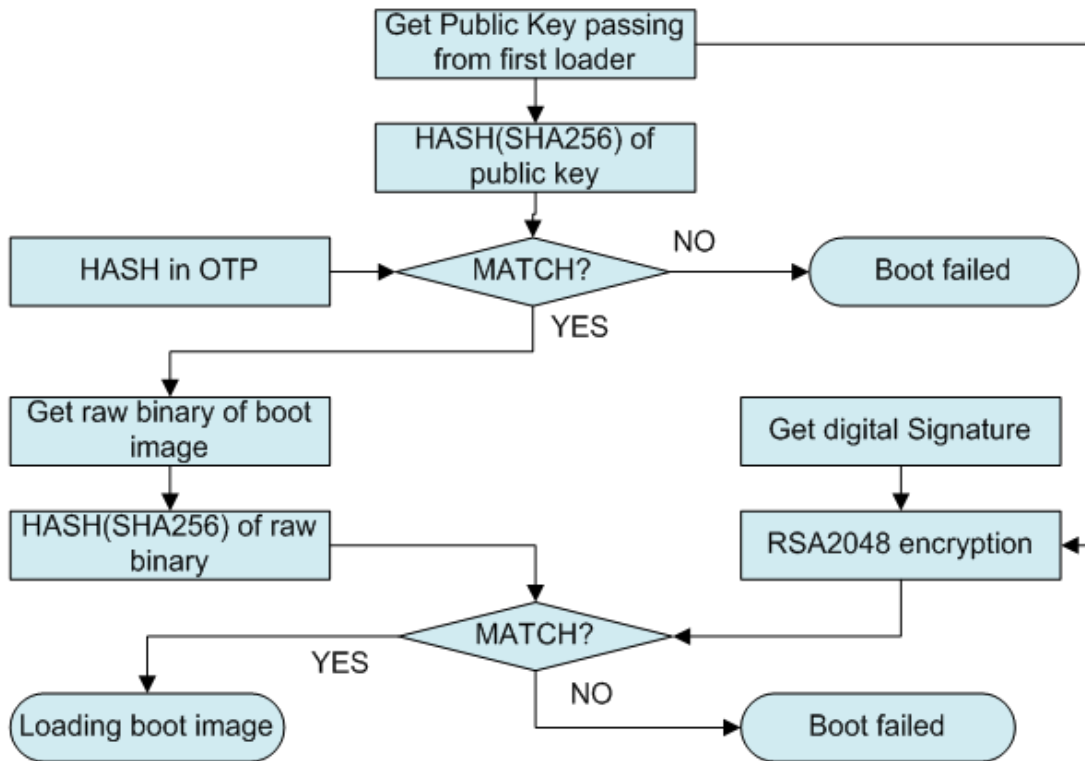 Get Public Key passing
from first loader
HASH(SHA256) of
public key
HASH in OTP
MATCH?
NO
Boot failed
YES
Get raw binary of boot
image
Get digital Signature
HASH(SHA256) of raw
binary
RSA2048 encryption
MATCH?
YES
NO
Loading boot image
Boot failed